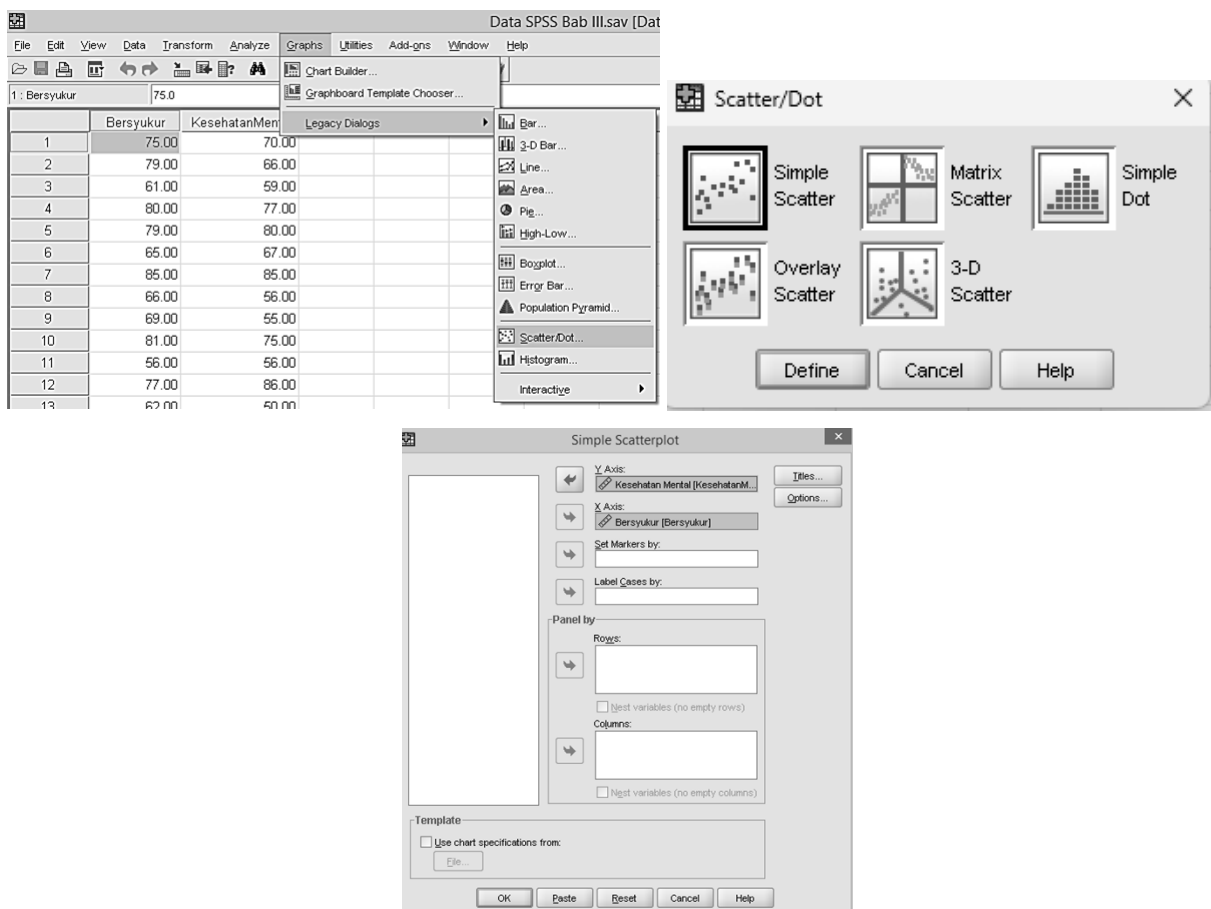 Data SPSS Bab III.sav [Dat
File Edit View Data Transform Analyze Graphs Utilities Add-ons Window Help
Chart Builder...
1 : Bersyukur 75.0
Graphboard Template Chooser...
Bersyukur KesehatanMen
Legacy Dialogs
1 75.00 70.00
2 79.00 66.00
3 61.00 59.00
4 80.00 77.00
5 79.00 80.00
6 65.00 67.00
7 85.00 85.00
8 66.00 56.00
9 69.00 55.00
10 81.00 75.00
11 56.00 56.00
12 77.00 86.00
13 62.00 50.00
Bar...
3-D Bar...
Line...
Area...
Pie...
High-Low...
Boxplot...
Error Bar...
Population Pyramid...
Scatter/Dot...
Histogram...
Interactive
Scatter/Dot
Simple Scatter
Matrix Scatter
Simple Dot
Overlay Scatter
3-D Scatter
Define Cancel Help
Simple Scatterplot
Y Axis:
Kesehatan Mental [KesehatanM...
Titles...
X Axis:
Bersyukur [Bersyukur]
Options...
Set Markers by:
Label Cases by:
Panel by
Rows:
Nest variables (no empty rows)
Columns:
Nest variables (no empty columns)
Template
Use chart specifications from:
File...
OK Paste Reset Cancel Help